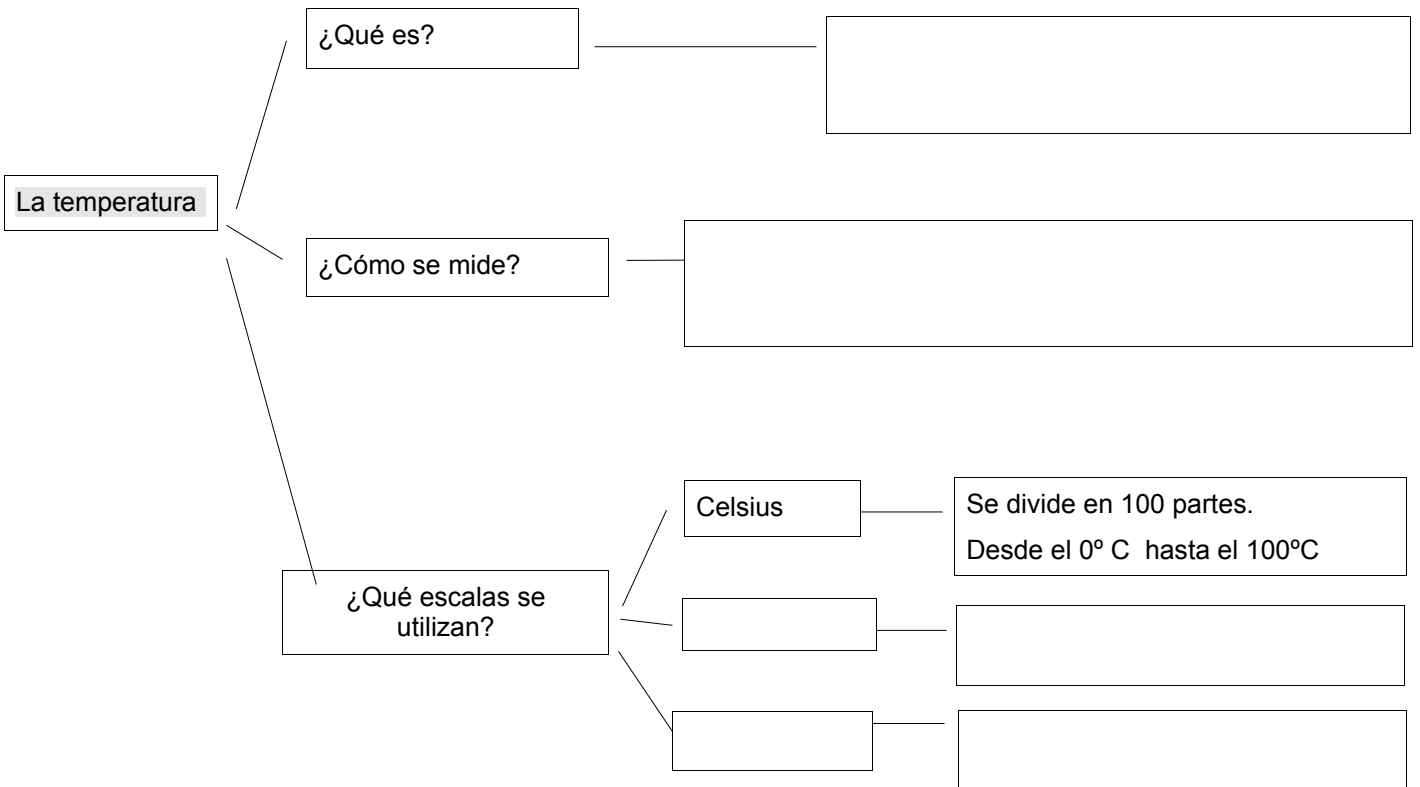 ¿Qué es?
La temperatura
¿Cómo se mide?
Celsius
Se divide en 100 partes.
Desde el 0º C  hasta el 100ºC
¿Qué escalas se
utilizan?